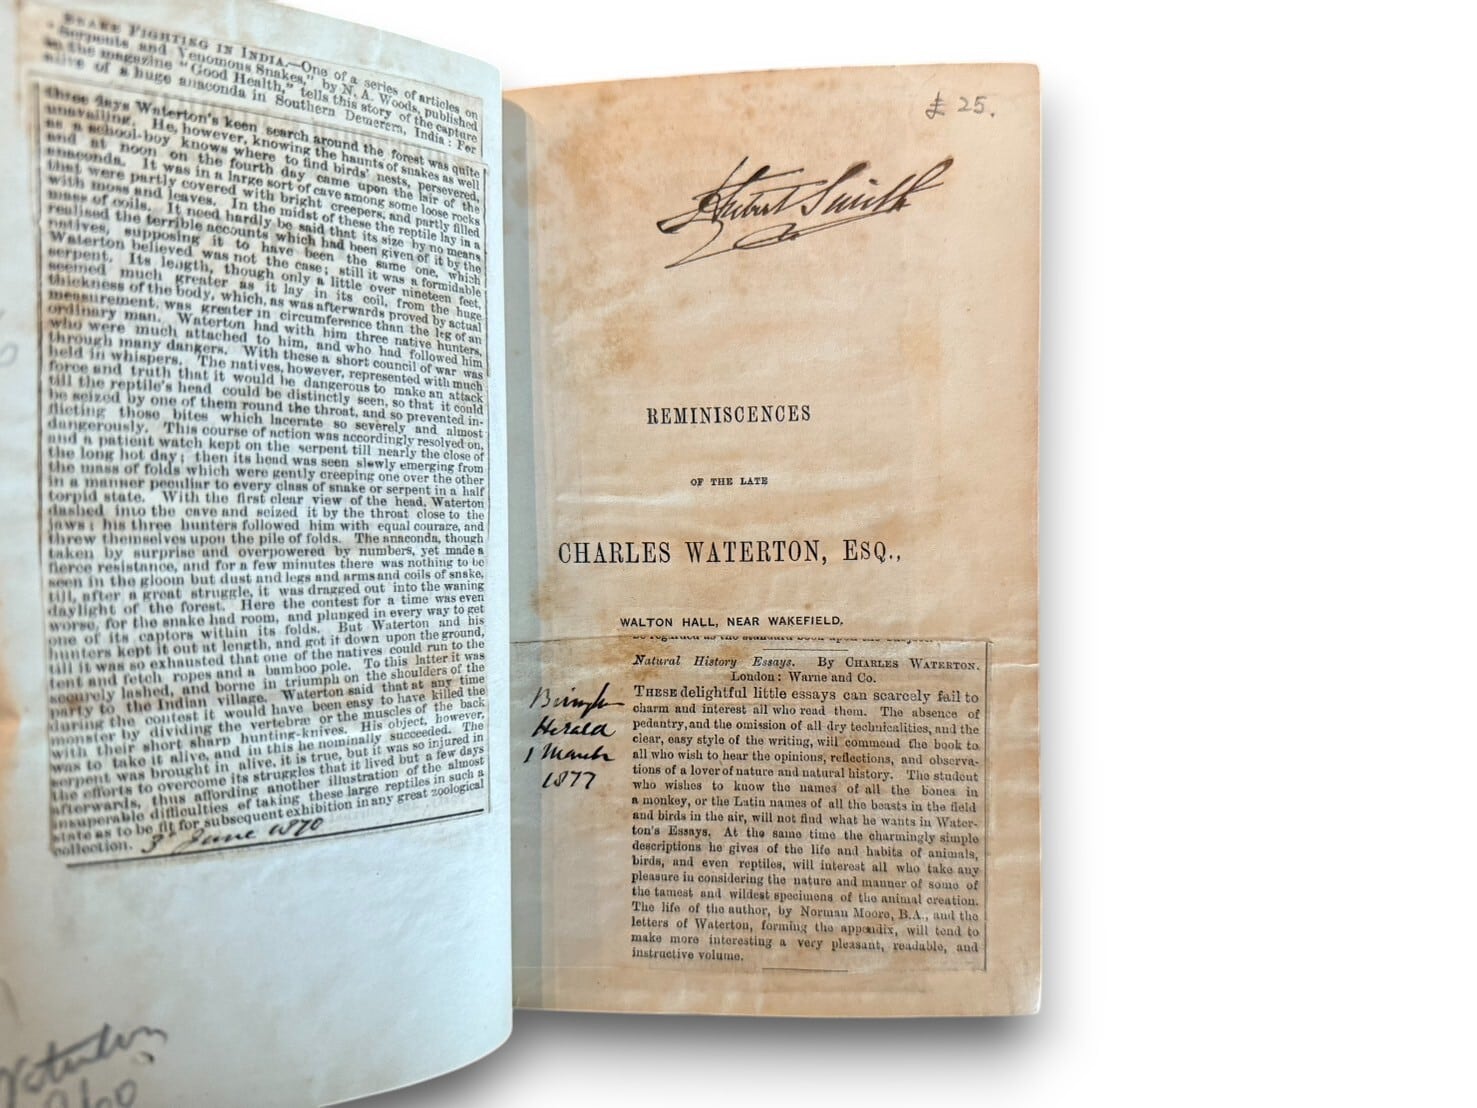 SNAKE FIGHTING IN INDIA.—One of a series of articles on
Serpents and Venomous Snakes," by N. A. Woods, published
in the magazine "Good Health," tells this story of the capture
alive of a huge anaconda in Southern Demerera, India: For
three days Waterton's keen search around the forest was quite
unavailing. He, however, knowing the haunts of snakes as well
as a school-boy knows where to find birds' nests, persevered,
and at noon on the fourth day came upon the lair of the
anaconda. It was in a large sort of cave among some loose rocks
that were partly covered with bright creepers, and partly filled
with moss and leaves. In the midst of these the reptile lay in a
mass of coils. It need hardly be said that its size by no means
realised the terrible accounts which had been given of it by the
natives, supposing it to have been the same one, which
Waterton believed was not the case; still it was a formidable
serpent. Its length, though only a little over nineteen feet,
seemed much greater as it lay in its coil, from the huge
thickness of the body, which, as was afterwards proved by actual
measurement, was greater in circumference than the leg of an
ordinary man. Waterton had with him three native hunters,
who were much attached to him, and who had followed him
through many dangers. With these a short council of war was
held in whispers. The natives, however, represented with much
force and truth that it would be dangerous to make an attack
till the reptile's head could be distinctly seen, so that it could
be seized by one of them round the throat, and so prevented in-
flicting those bites which lacerate so severely and almost
dangerously. This course of action was accordingly resolved on,
and a patient watch kept on the serpent till nearly the close of
the long hot day; then its head was seen slowly emerging from
the mass of folds which were gently creeping one over the other
in a manner peculiar to every class of snake or serpent in a half
torpid state. With the first clear view of the head, Waterton
dashed into the cave and seized it by the throat close to the
jaws; his three hunters followed him with equal courage, and
threw themselves upon the pile of folds. The anaconda, though
taken by surprise and overpowered by numbers, yet made a
fierce resistance, and for a few minutes there was nothing to be
seen in the gloom but dust and legs and arms and coils of snake,
till, after a great struggle, it was dragged out into the waning
daylight of the forest. Here the contest for a time was even
worse, for the snake had room, and plunged in every way to get
one of its captors within its folds. But Waterton and his
hunters kept it out at length, and got it down upon the ground,
till it was so exhausted that one of the natives could run to the
tent and fetch ropes and a bamboo pole. To this latter it was
securely lashed, and borne in triumph on the shoulders of the
party to the Indian village. Waterton said that at any time
during the contest it would have been easy to have killed the
monster by dividing the vertebræ or the muscles of the back
with their short sharp hunting-knives. His object, however,
was to take it alive, and in this he nominally succeeded. The
serpent was brought in alive, it is true, but it was so injured in
the efforts to overcome its struggles that it lived but a few days
afterwards, thus affording another illustration of the almost
insuperable difficulties of taking these large reptiles in such a
state as to be fit for subsequent exhibition in any great zoological
collection. 3d June 1870
Waterton
£ 25.
Hubert Smith
REMINISCENCES
OF THE LATE
CHARLES WATERTON, ESQ.,
WALTON HALL, NEAR WAKEFIELD.
be regarded as the standard book upon the subject.
Natural History Essays. By CHARLES WATERTON.
London: Warne and Co.
THESE delightful little essays can scarcely fail to
charm and interest all who read them. The absence of
pedantry, and the omission of all dry technicalities, and the
clear, easy style of the writing, will commend the book to
all who wish to hear the opinions, reflections, and observa-
tions of a lover of nature and natural history. The student
who wishes to know the names of all the bones in
a monkey, or the Latin names of all the beasts in the field
and birds in the air, will not find what he wants in Water-
ton's Essays. At the same time the charmingly simple
descriptions he gives of the life and habits of animals,
birds, and even reptiles, will interest all who take any
pleasure in considering the nature and manner of some of
the tamest and wildest specimens of the animal creation.
The life of the author, by Norman Moore, B.A., and the
letters of Waterton, forming the appendix, will tend to
make more interesting a very pleasant, readable, and
instructive volume.
Herald
1 March
1877